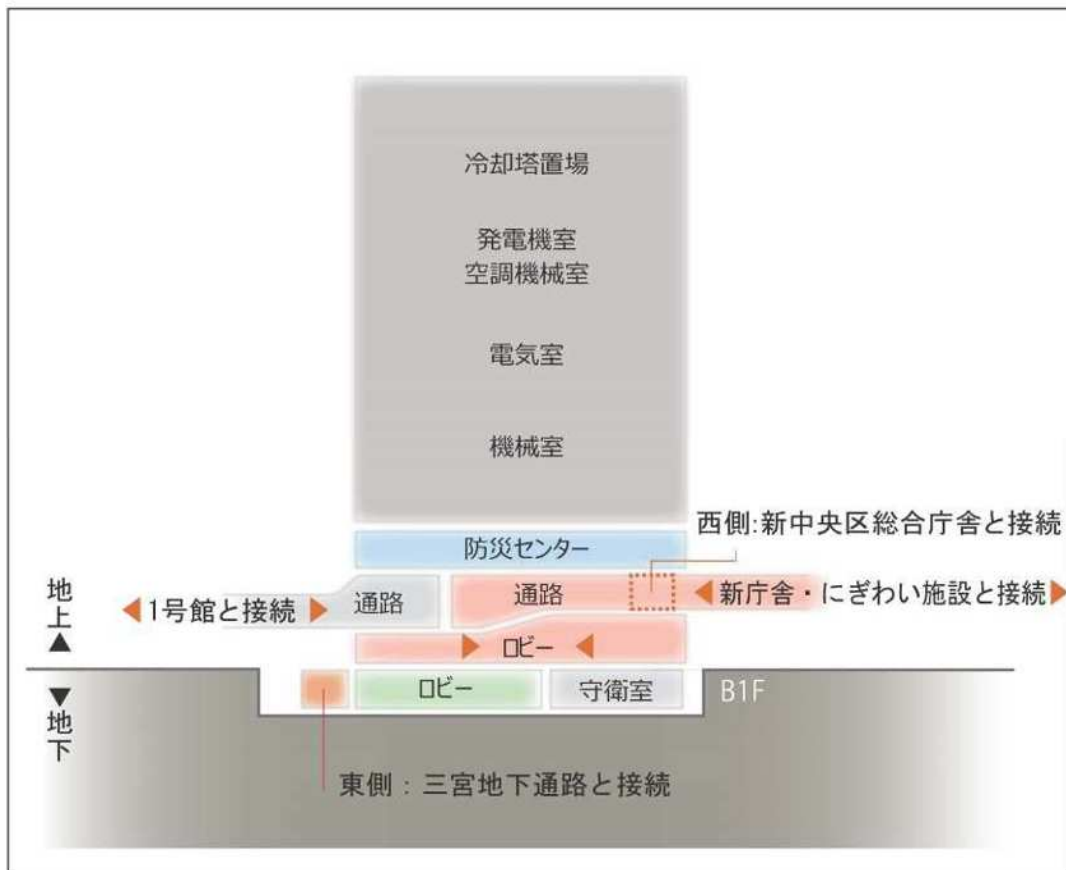 冷却塔置場
発電機室
空調機械室
電気室
機械室
西側:新中央区総合庁舎と接続
防災センター
地上▲
◀1号館と接続▶
通路
通路
◀新庁舎・にぎわい施設と接続▶
▶ロビー◀
▼地下
ロビー
守衛室
B1F
東側：三宮地下通路と接続